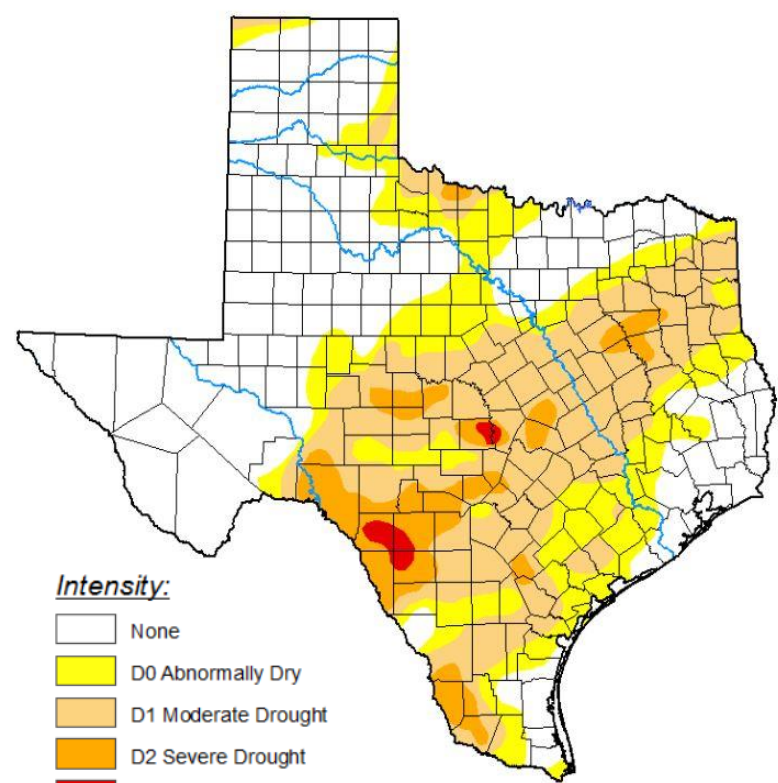 Intensity:
None
D0 Abnormally Dry
D1 Moderate Drought
D2 Severe Drought